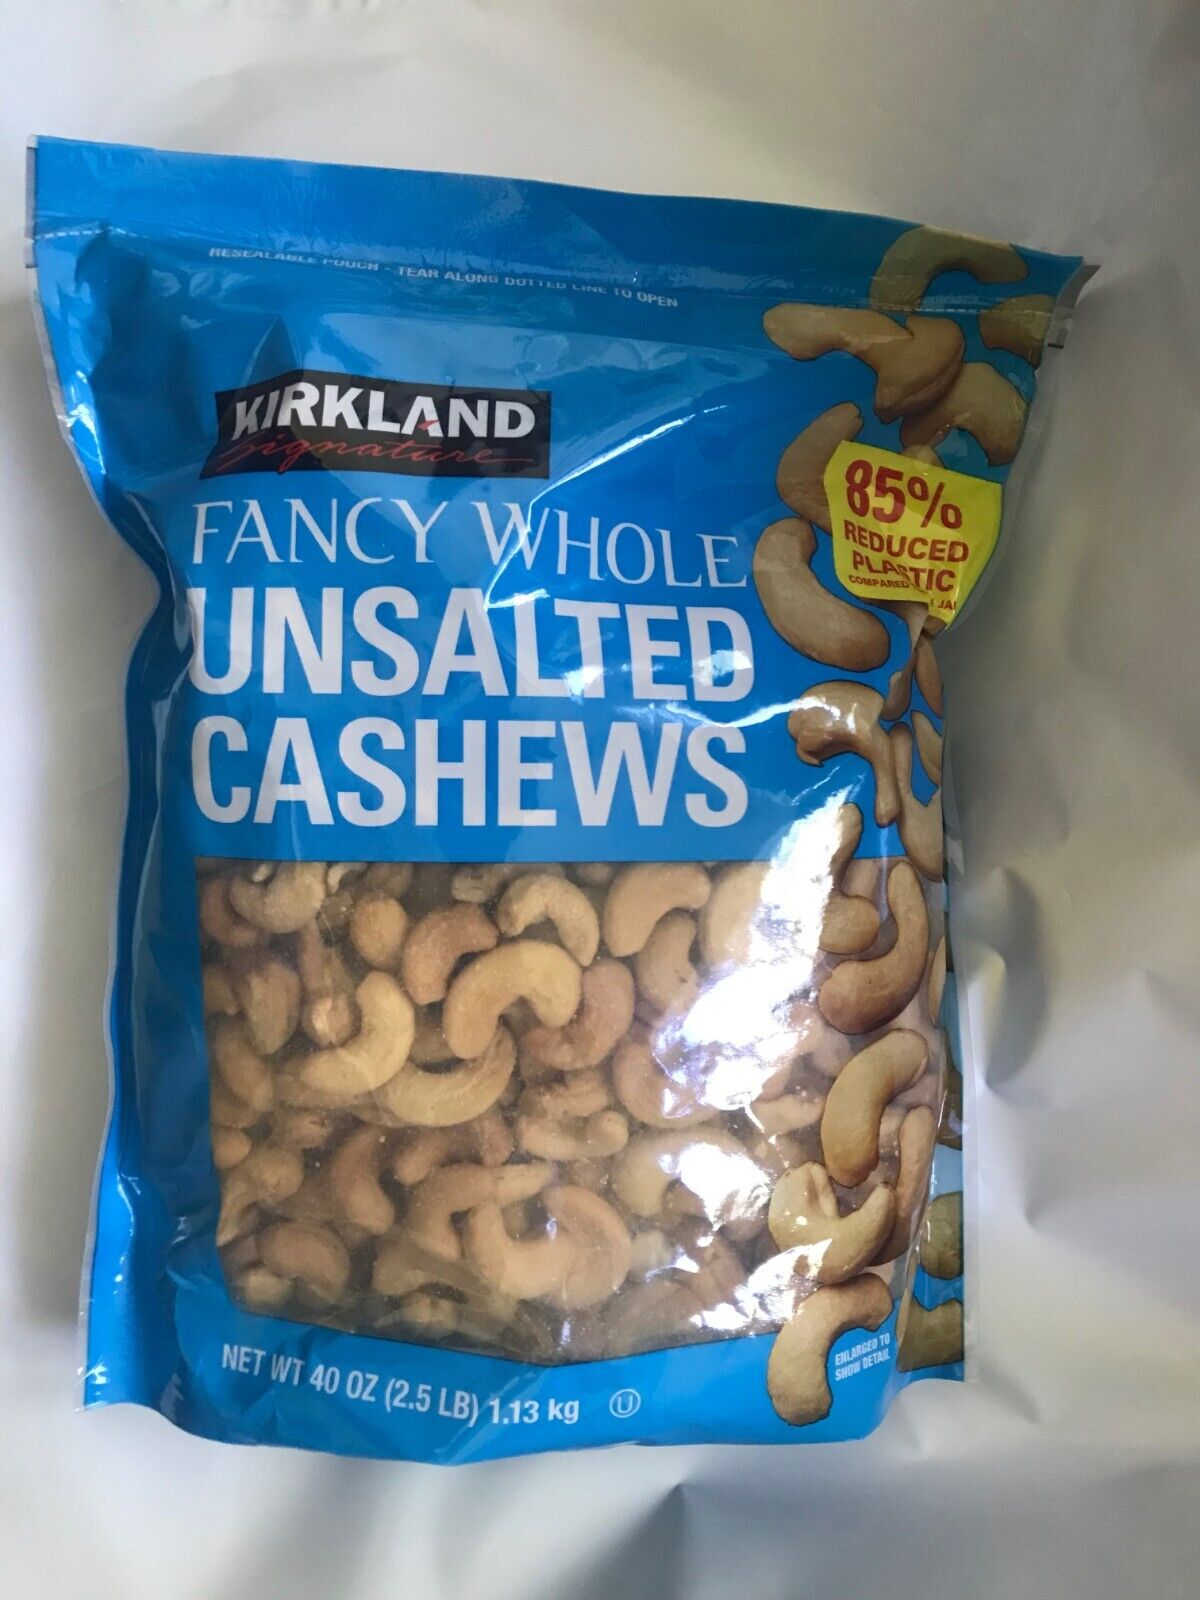 RESEALABLE POUCH - TEAR ALONG DOTTED LINE TO OPEN
KIRKLAND
Signature
FANCY WHOLE
UNSALTED
CASHEWS
85%
REDUCED
PLASTIC
COMPARED
NET WT 40 OZ (2.5 LB) 1.13 kg U
ENLARGED TO
SHOW DETAIL